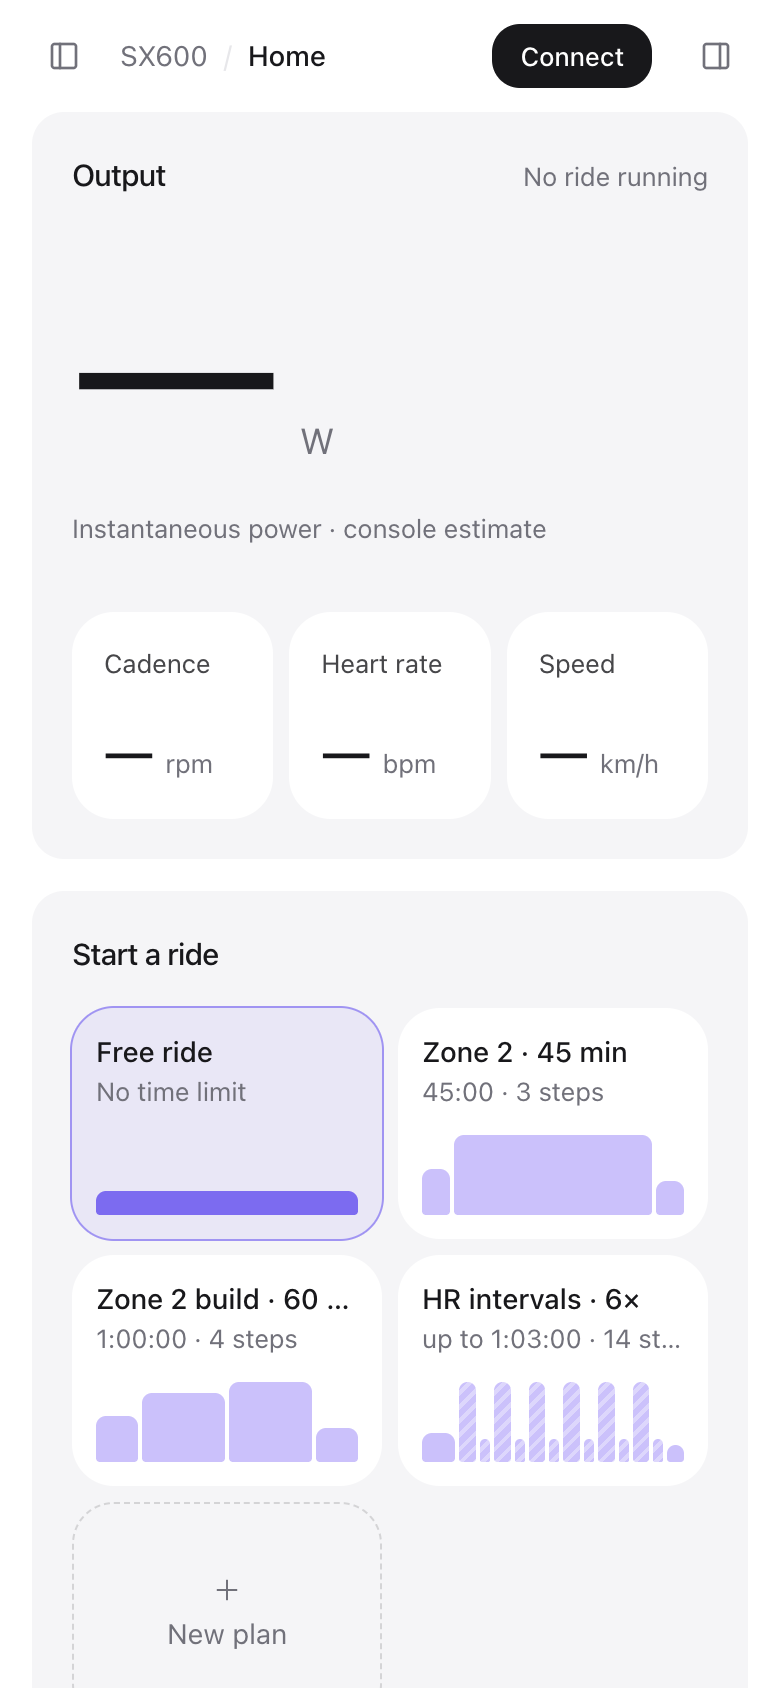 SX600 / Home
Connect
Output
No ride running
— W
Instantaneous power · console estimate
Cadence
— rpm
Heart rate
— bpm
Speed
— km/h
Start a ride
Free ride
No time limit
Zone 2 · 45 min
45:00 · 3 steps
Zone 2 build · 60 ...
1:00:00 · 4 steps
HR intervals · 6×
up to 1:03:00 · 14 st...
+
New plan